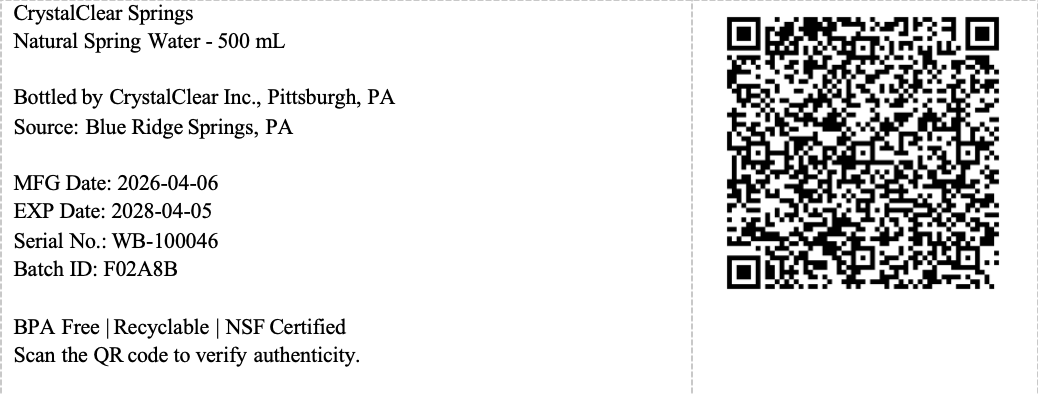 CrystalClear Springs
Natural Spring Water - 500 mL
Bottled by CrystalClear Inc., Pittsburgh, PA
Source: Blue Ridge Springs, PA
MFG Date: 2026-04-06
EXP Date: 2028-04-05
Serial No.: WB-100046
Batch ID: F02A8B
BPA Free | Recyclable | NSF Certified
Scan the QR code to verify authenticity.